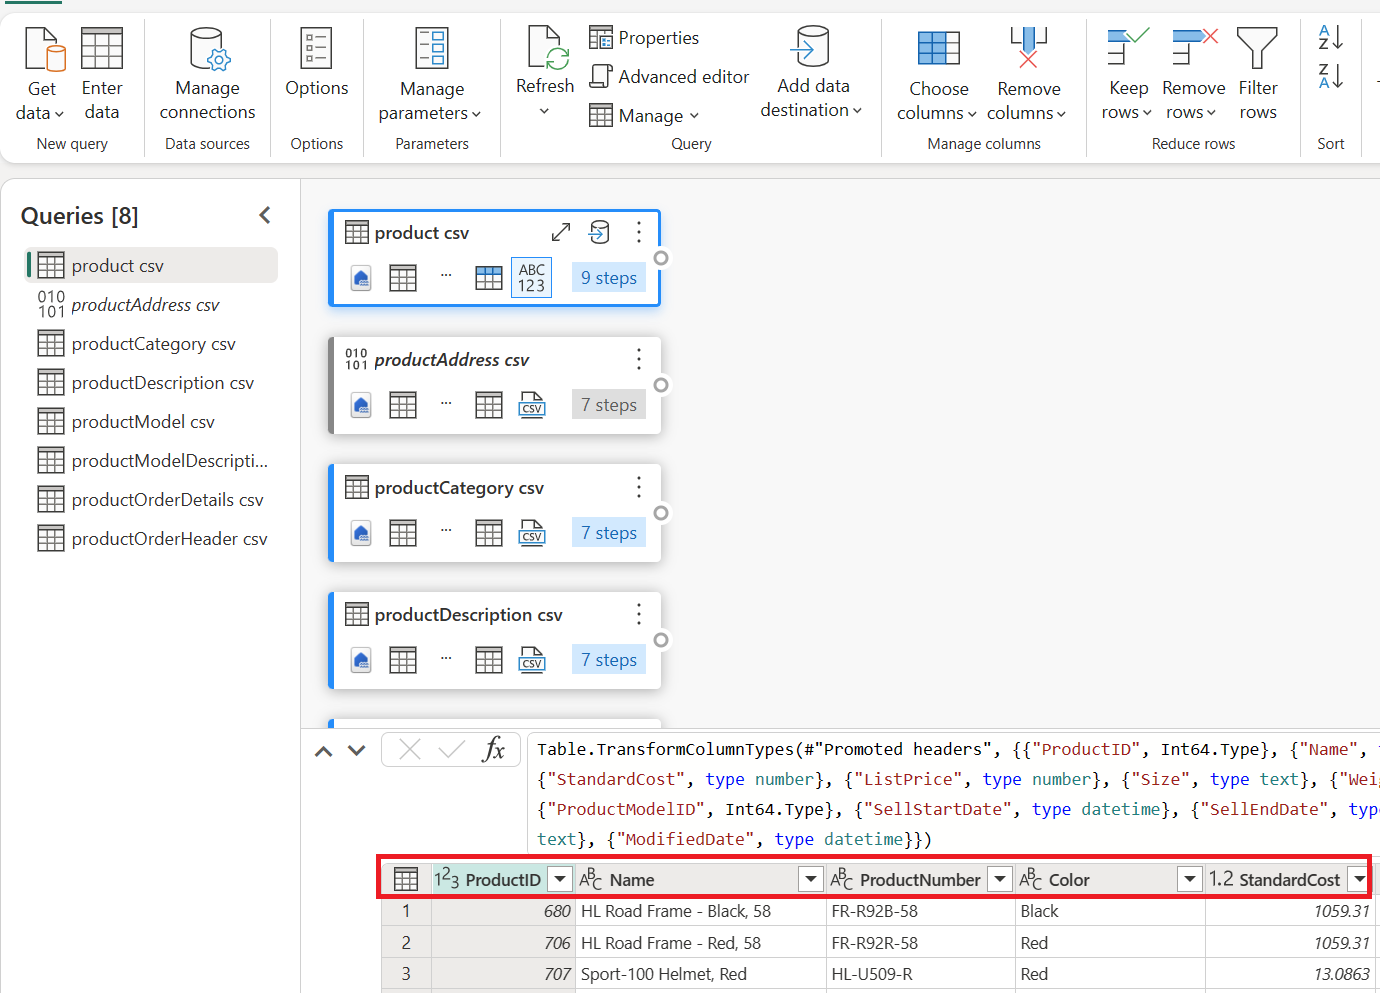 Get data
Enter data
New query
Manage connections
Data sources
Options
Options
Manage parameters
Parameters
Refresh
Properties
Advanced editor
Manage
Add data destination
Query
Choose columns
Remove columns
Manage columns
Keep rows
Remove rows
Filter rows
Reduce rows
A
Z
Z
A
Sort
Queries [8]
product csv
010
101 productAddress csv
productCategory csv
productDescription csv
productModel csv
productModelDescripti...
productOrderDetails csv
productOrderHeader csv
product csv
... ABC
123 9 steps
010
101 productAddress csv
... CSV 7 steps
productCategory csv
... CSV 7 steps
productDescription csv
... CSV 7 steps
fx
Table.TransformColumnTypes(#"Promoted headers", {{"ProductID", Int64.Type}, {"Name",
{"StandardCost", type number}, {"ListPrice", type number}, {"Size", type text}, {"Wei
{"ProductModelID", Int64.Type}, {"SellStartDate", type datetime}, {"SellEndDate", typ
text}, {"ModifiedDate", type datetime}})
123 ProductID ABC Name ABC ProductNumber ABC Color 1.2 StandardCost
1 680 HL Road Frame - Black, 58 FR-R92B-58 Black 1059.31
2 706 HL Road Frame - Red, 58 FR-R92R-58 Red 1059.31
3 707 Sport-100 Helmet, Red HL-U509-R Red 13.0863